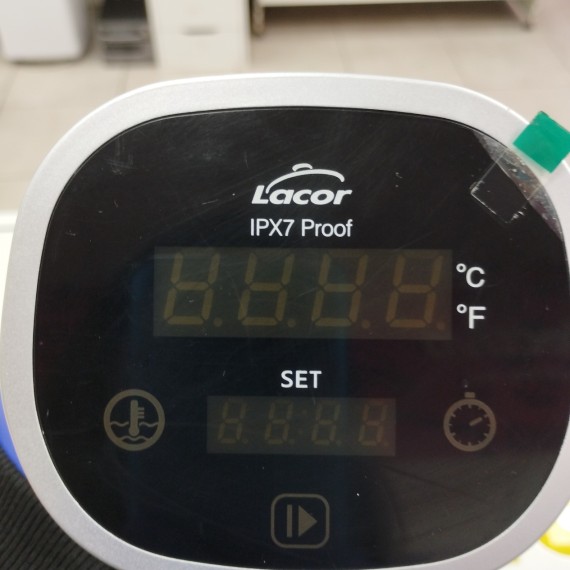 Lacor
IPX7 Proof
°C
°F
SET